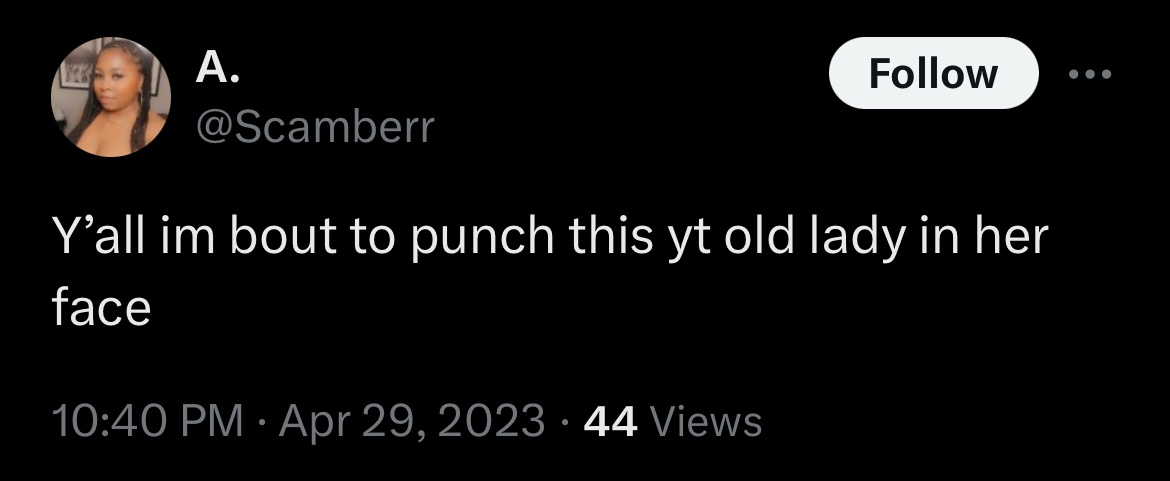 A.
@Scamberr
Follow
Y’all im bout to punch this yt old lady in her
face
10:40 PM · Apr 29, 2023 · 44 Views